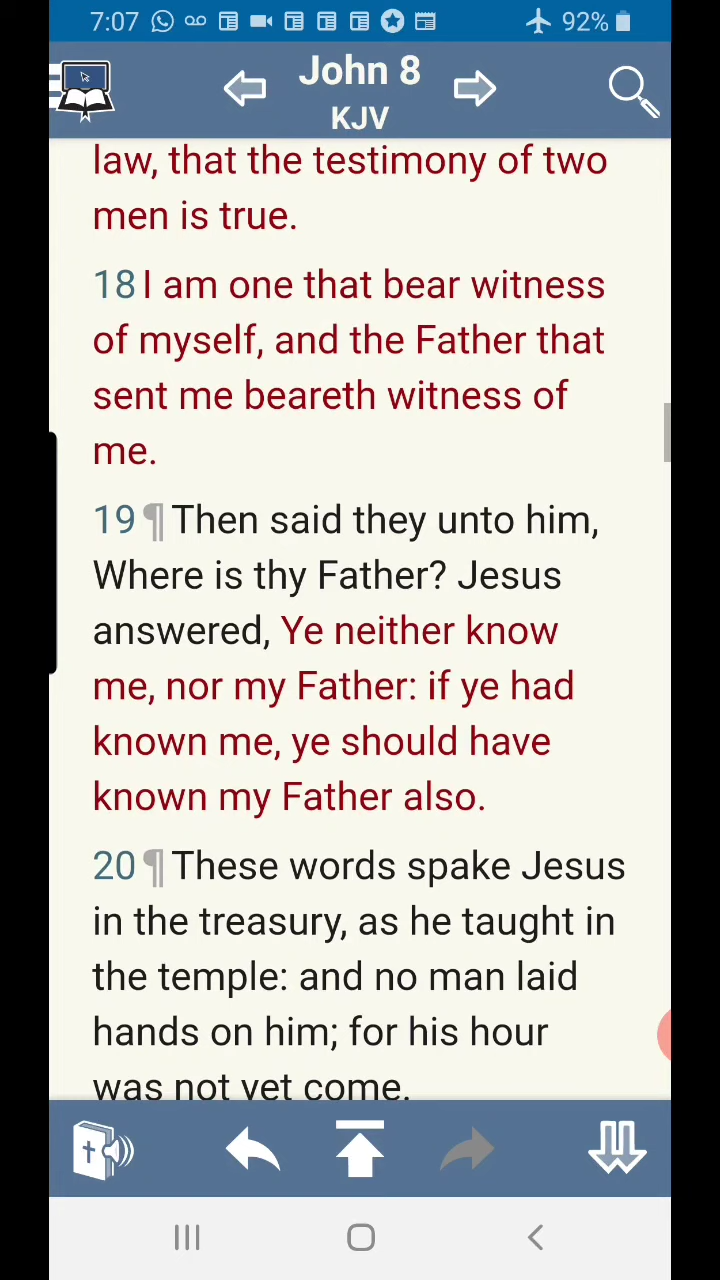 7:07 92%
John 8
KJV
law, that the testimony of two
men is true.
18 I am one that bear witness
of myself, and the Father that
sent me beareth witness of
me.
19 ¶ Then said they unto him,
Where is thy Father? Jesus
answered, Ye neither know
me, nor my Father: if ye had
known me, ye should have
known my Father also.
20 ¶ These words spake Jesus
in the treasury, as he taught in
the temple: and no man laid
hands on him; for his hour
was not yet come.